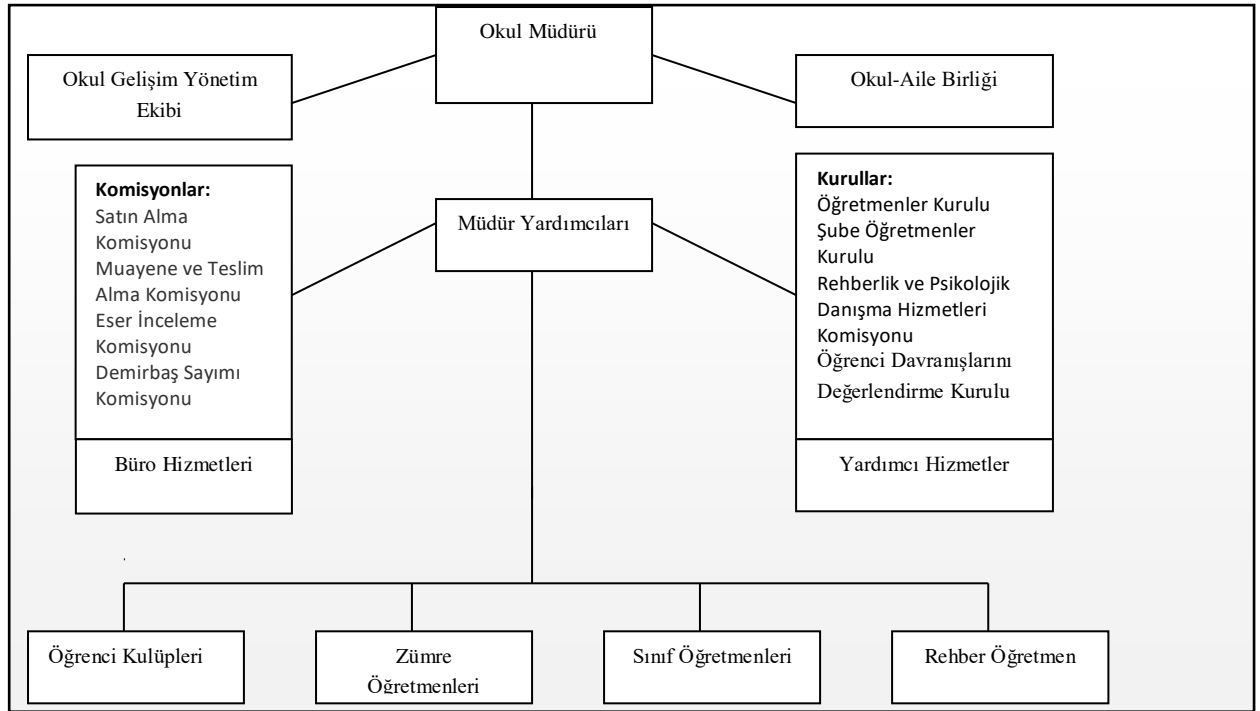 Okul Müdürü
Okul Gelişim Yönetim
Ekibi
Okul-Aile Birliği
Komisyonlar:
Satın Alma
Komisyonu
Muayene ve Teslim
Alma Komisyonu
Eser İnceleme
Komisyonu
Demirbaş Sayımı
Komisyonu
Müdür Yardımcıları
Kurullar:
Öğretmenler Kurulu
Şube Öğretmenler
Kurulu
Rehberlik ve Psikolojik
Danışma Hizmetleri
Komisyonu
Öğrenci Davranışlarını
Değerlendirme Kurulu
Büro Hizmetleri
Yardımcı Hizmetler
Öğrenci Kulüpleri
Zümre
Öğretmenleri
Sınıf Öğretmenleri
Rehber Öğretmen